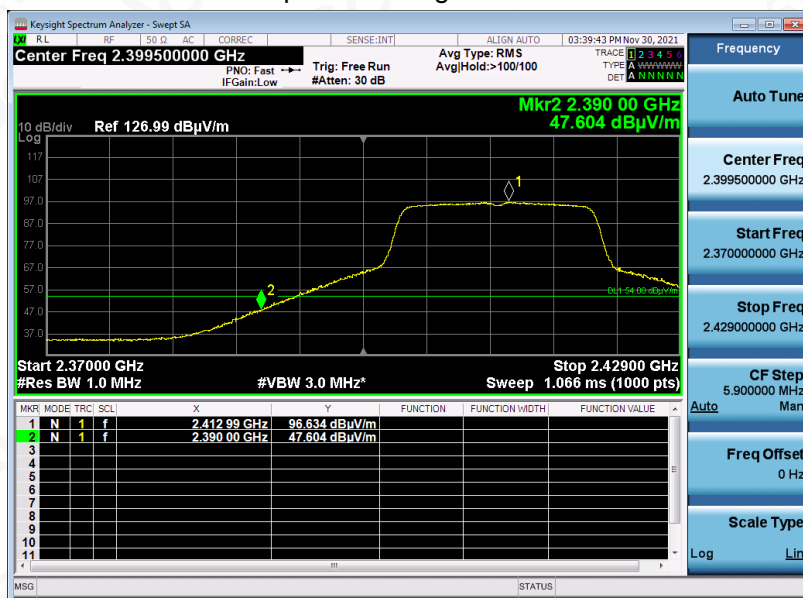 Keysight Spectrum Analyzer - Swept SA
LXI RL RF 50 Ω AC CORREC SENSE:INT ALIGN AUTO 03:39:43 PM Nov 30, 2021
Center Freq 2.399500000 GHz
PNO: Fast
IFGain:Low
Trig: Free Run
#Atten: 30 dB
Avg Type: RMS
Avg|Hold:>100/100
TRACE 1 2 3 4 5 6
TYPE A WWWWW
DET A N N N N N
Mkr2 2.390 00 GHz
47.604 dBµV/m
10 dB/div Ref 126.99 dBµV/m
Log
117
107
97.0
87.0
77.0
67.0
57.0
47.0
37.0
1
2
DL1 54.00 dBµV/m
Start 2.37000 GHz Stop 2.42900 GHz
#Res BW 1.0 MHz #VBW 3.0 MHz* Sweep 1.066 ms (1000 pts)
MKR MODE TRC SCL X Y FUNCTION FUNCTION WIDTH FUNCTION VALUE
1 N 1 f 2.412 99 GHz 96.634 dBµV/m
2 N 1 f 2.390 00 GHz 47.604 dBµV/m
3
4
5
6
7
8
9
10
11
MSG STATUS
Frequency
Auto Tune
Center Freq
2.399500000 GHz
Start Freq
2.370000000 GHz
Stop Freq
2.429000000 GHz
CF Step
5.900000 MHz
Auto Man
Freq Offset
0 Hz
Scale Type
Log Lin